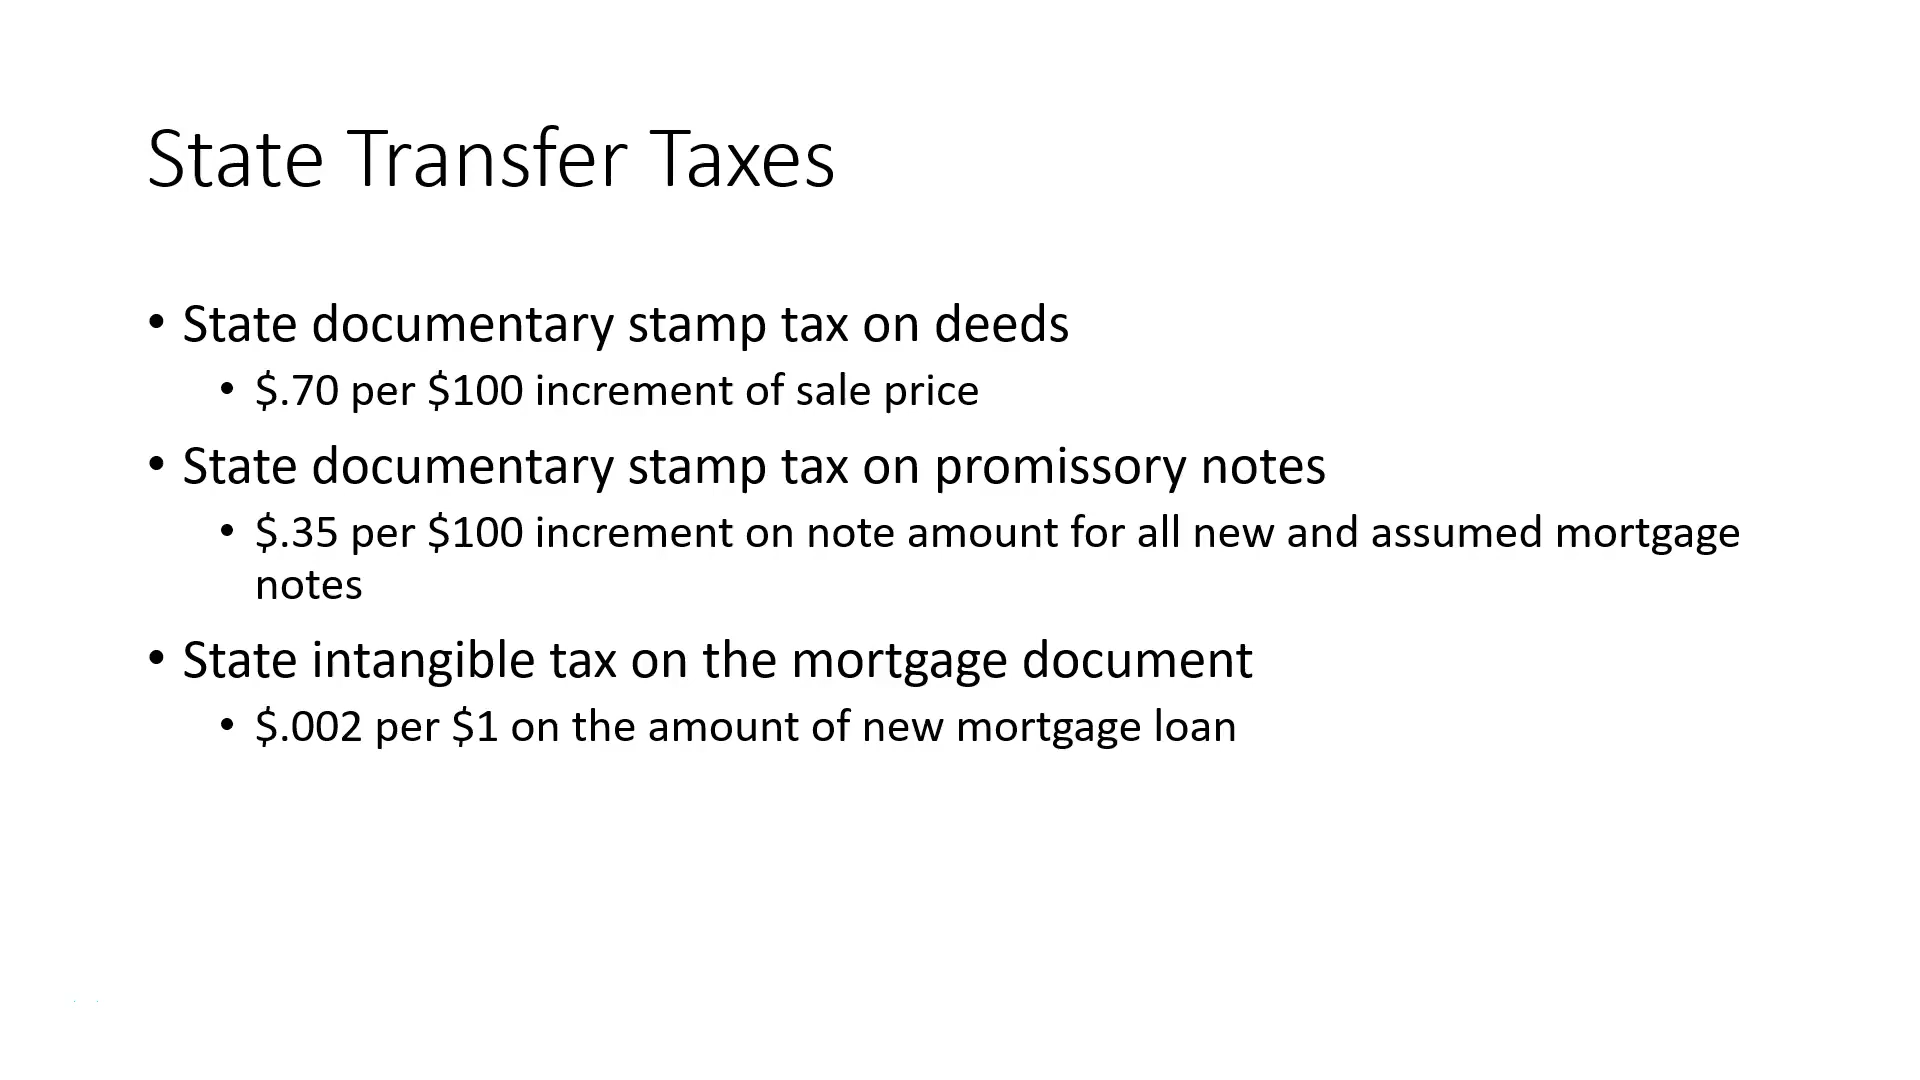 State Transfer Taxes
• State documentary stamp tax on deeds
• $.70 per $100 increment of sale price
• State documentary stamp tax on promissory notes
• $.35 per $100 increment on note amount for all new and assumed mortgage
notes
• State intangible tax on the mortgage document
• $.002 per $1 on the amount of new mortgage loan